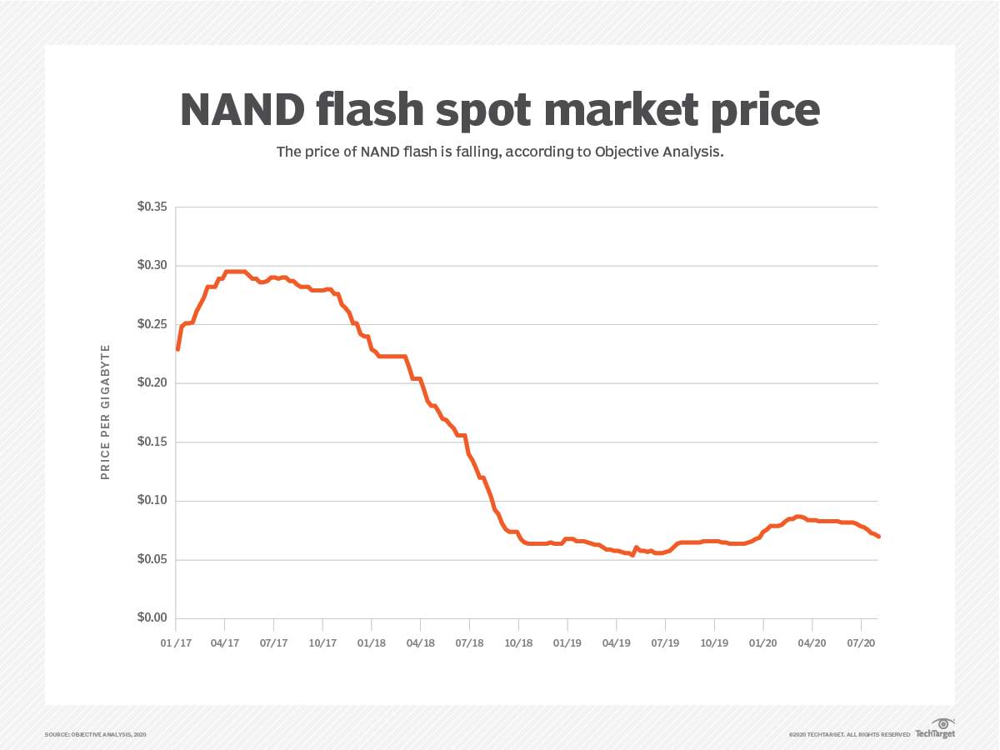 NAND flash spot market price
The price of NAND flash is falling, according to Objective Analysis.
PRICE PER GIGABYTE
$0.35
$0.30
$0.25
$0.20
$0.15
$0.10
$0.05
$0.00
01/17 04/17 07/17 10/17 01/18 04/18 07/18 10/18 01/19 04/19 07/19 10/19 01/20 04/20 07/20
SOURCE: OBJECTIVE ANALYSIS, 2020
©2020 TECHTARGET. ALL RIGHTS RESERVED TechTarget